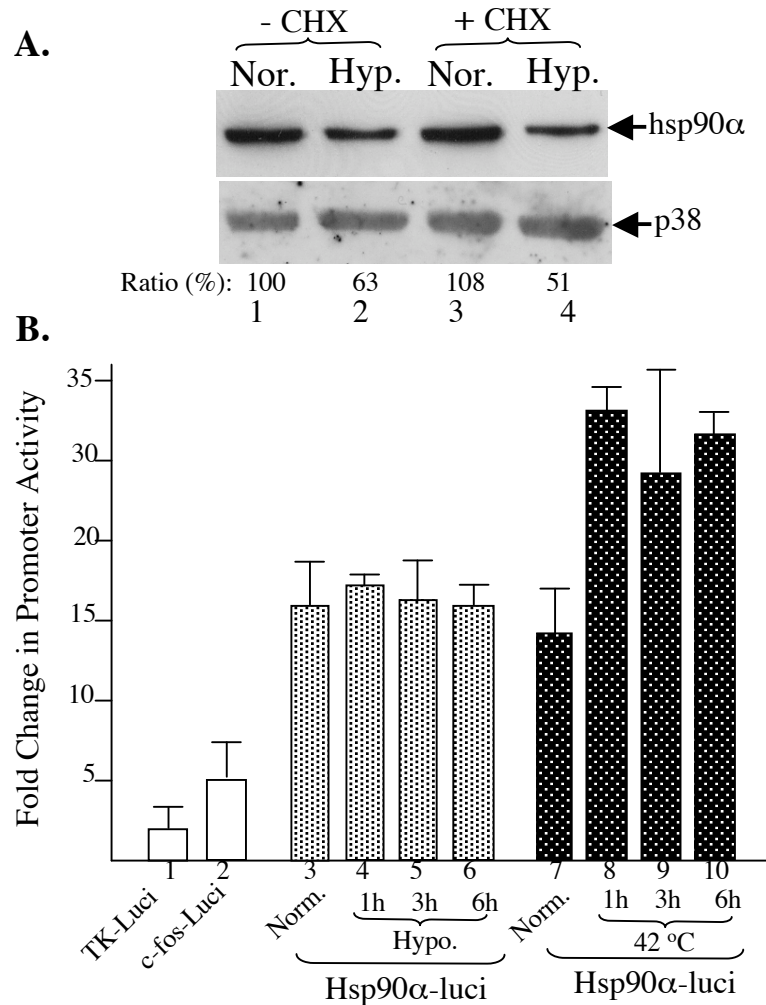 A.
- CHX + CHX
Nor. Hyp. Nor. Hyp.
hsp90α
p38
Ratio (%): 100 63 108 51
1 2 3 4
B.
Fold Change in Promoter Activity
35
30
20
15
10
5
1 2 3 4 5 6 7 8 9 10
TK-Luci c-fos-Luci Norm. 1h 3h 6h Norm. 1h 3h 6h
Hypo. 42 °C
Hsp90α-luci Hsp90α-luci